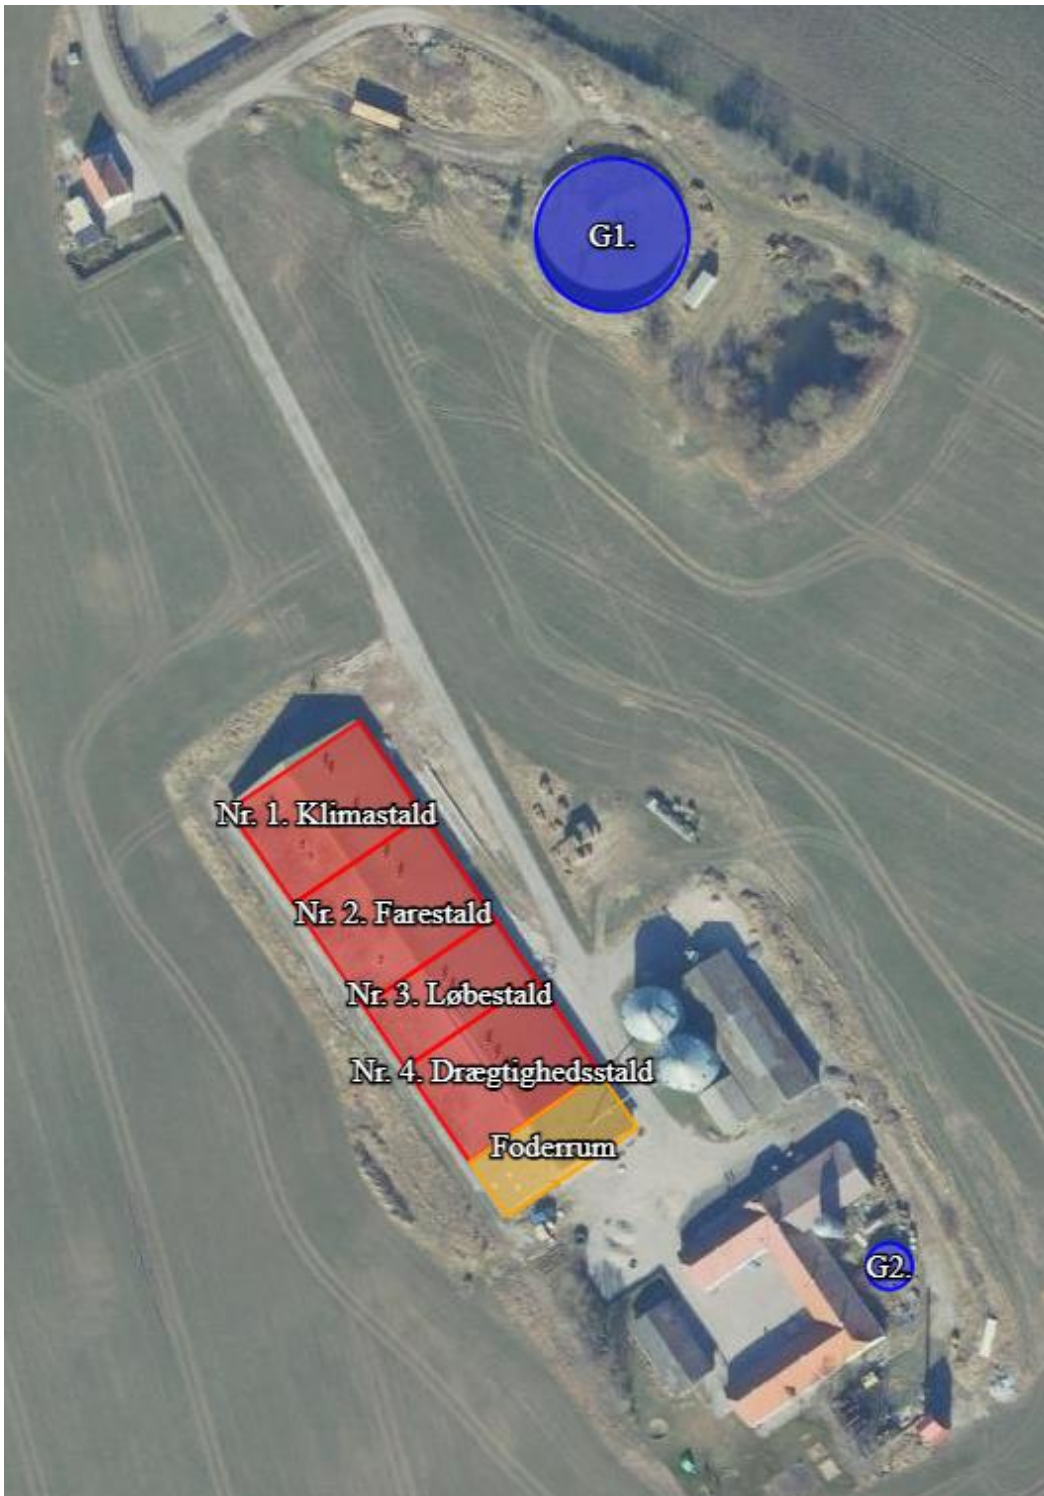 G1.
Nr. 1. Klimastald
Nr. 2. Farestald
Nr. 3. Løbestald
Nr. 4. Drægtighedsstald
Foderrum
G2.